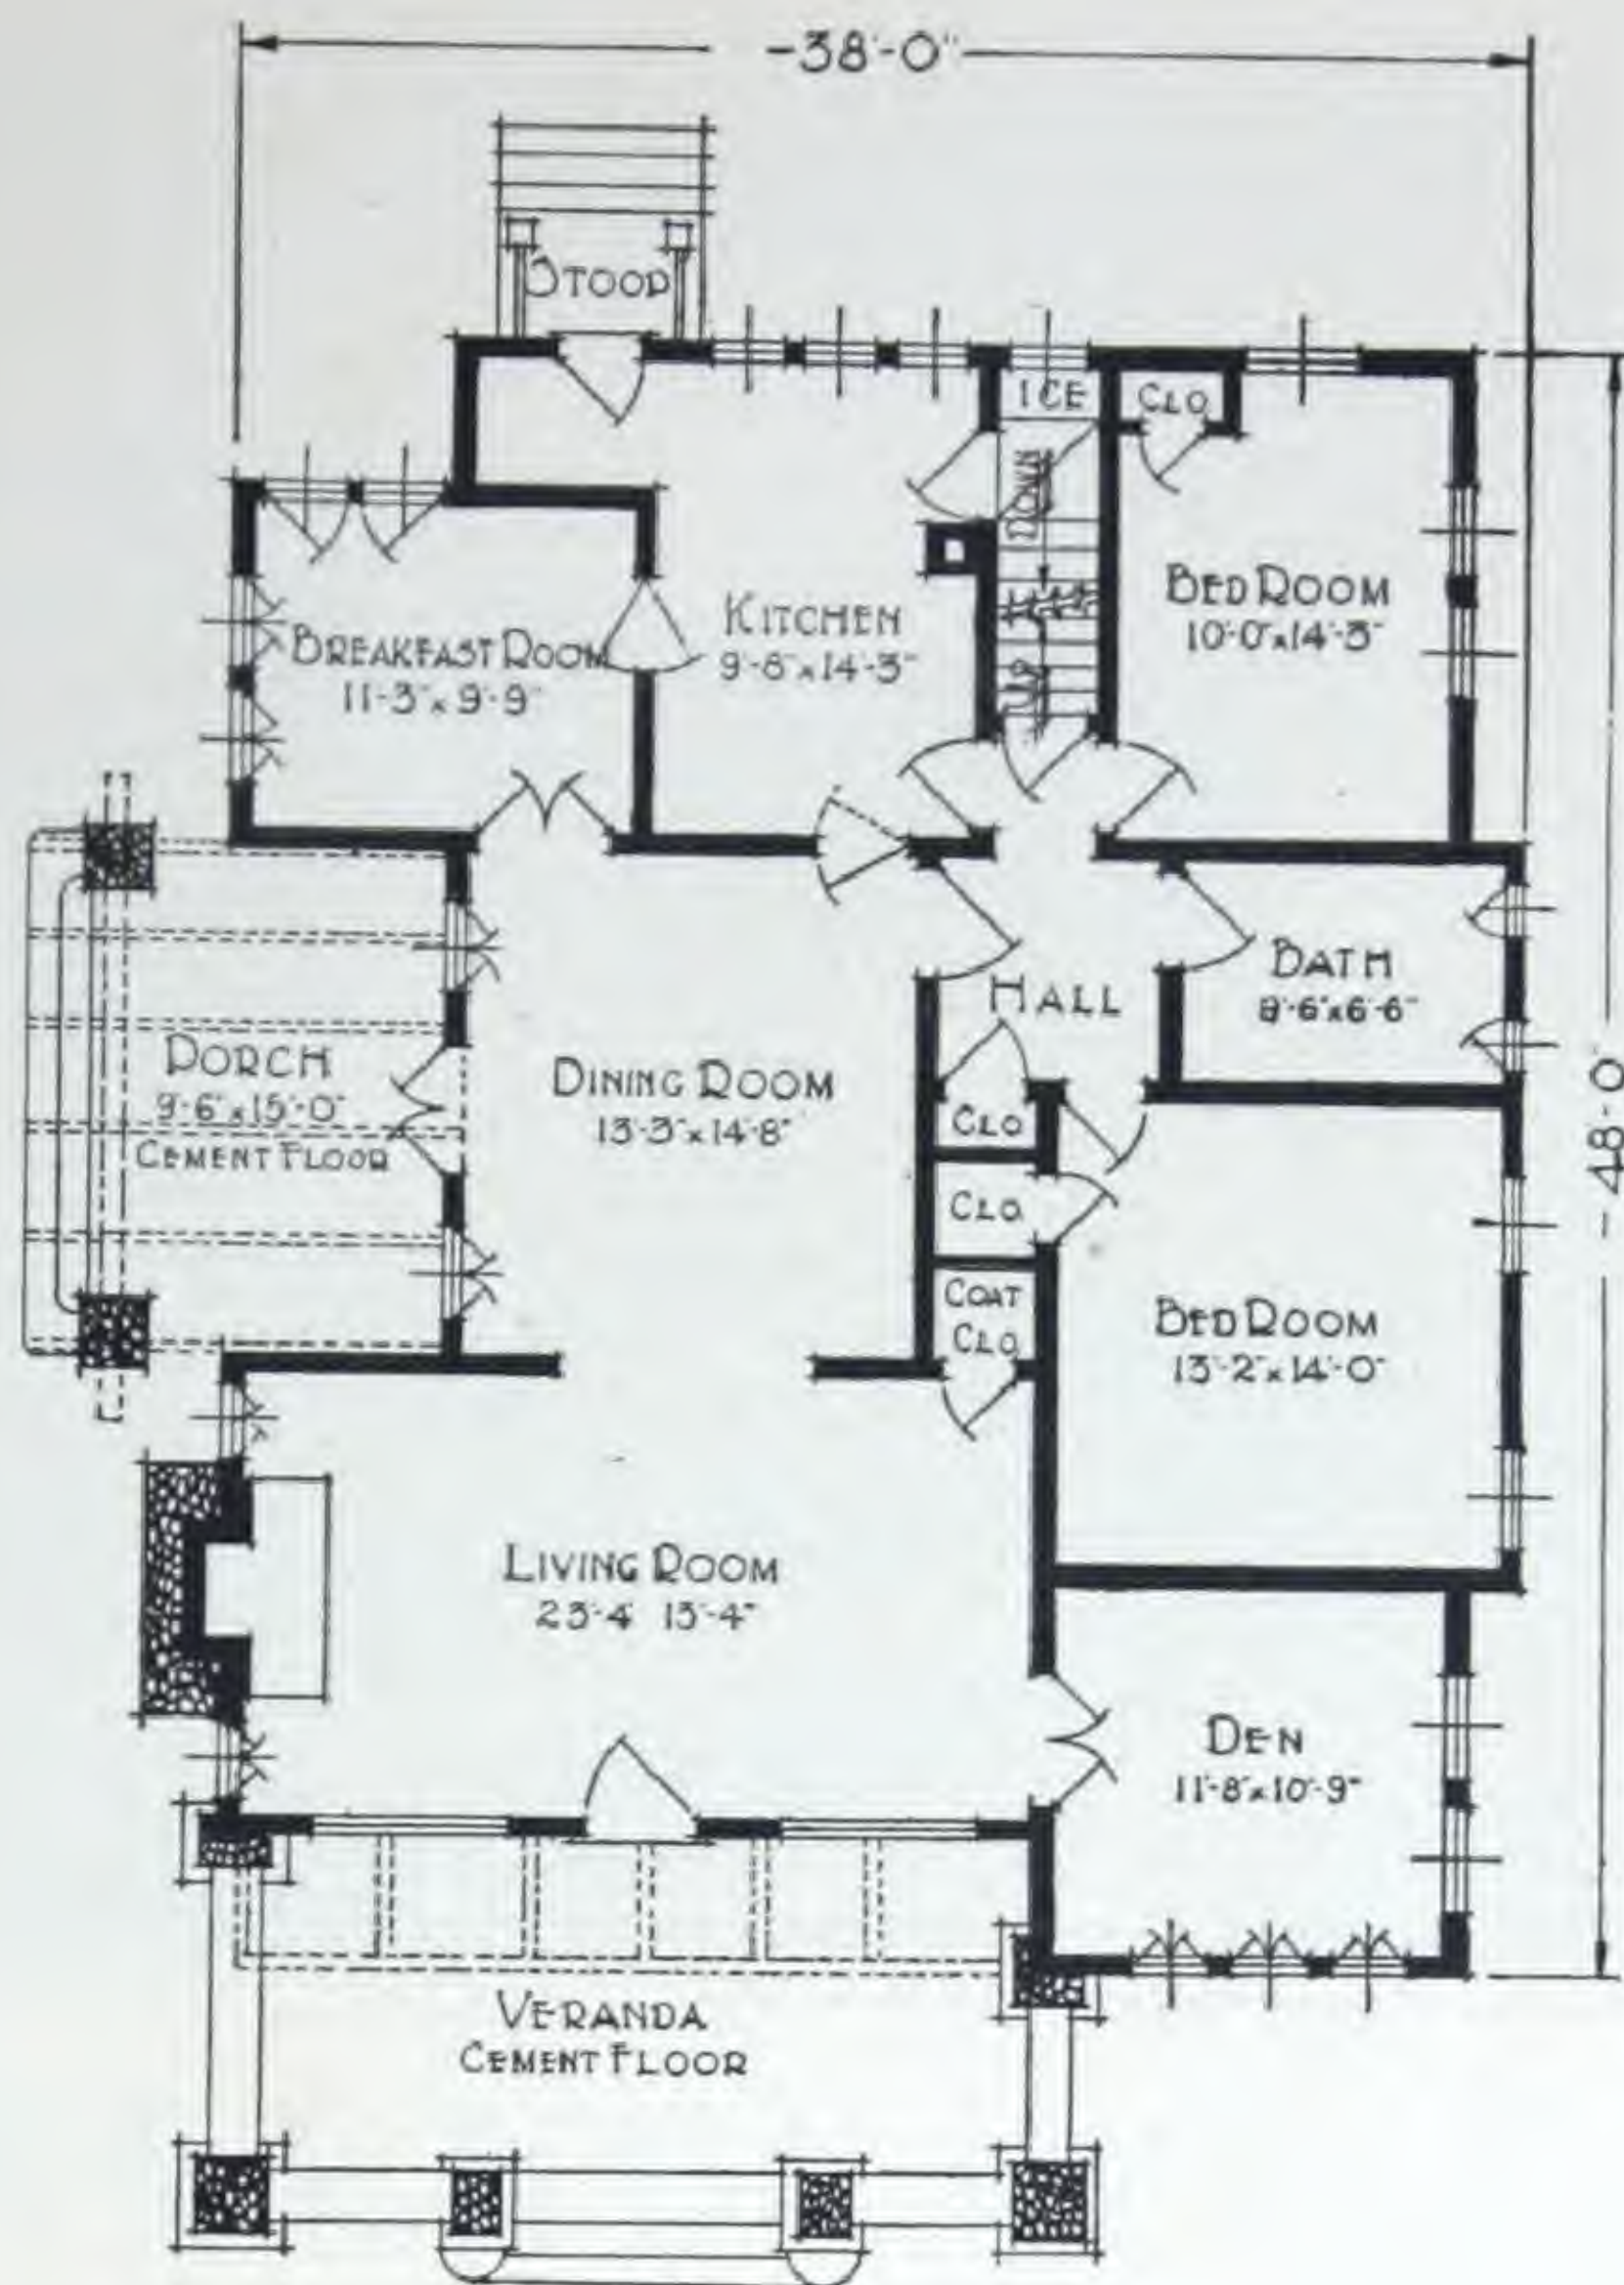 -38'-0"-
STOOP
ICE
CLO.
DOWN
BED ROOM
10'-0"x14'-3"
KITCHEN
9'-8"x14'-3"
BREAKFAST ROOM
11'-3"x9'-9"
UP
BATH
8'-6"x6'-6"
HALL
PORCH
9'-6"x15'-0"
CEMENT FLOOR
DINING ROOM
13'-3"x14'-8"
CLO.
CLO.
-48'-0"
COAT
CLO.
BED ROOM
13'-2"x14'-0"
LIVING ROOM
23'-4" 13'-4"
DEN
11'-8"x10'-9"
VERANDA
CEMENT FLOOR